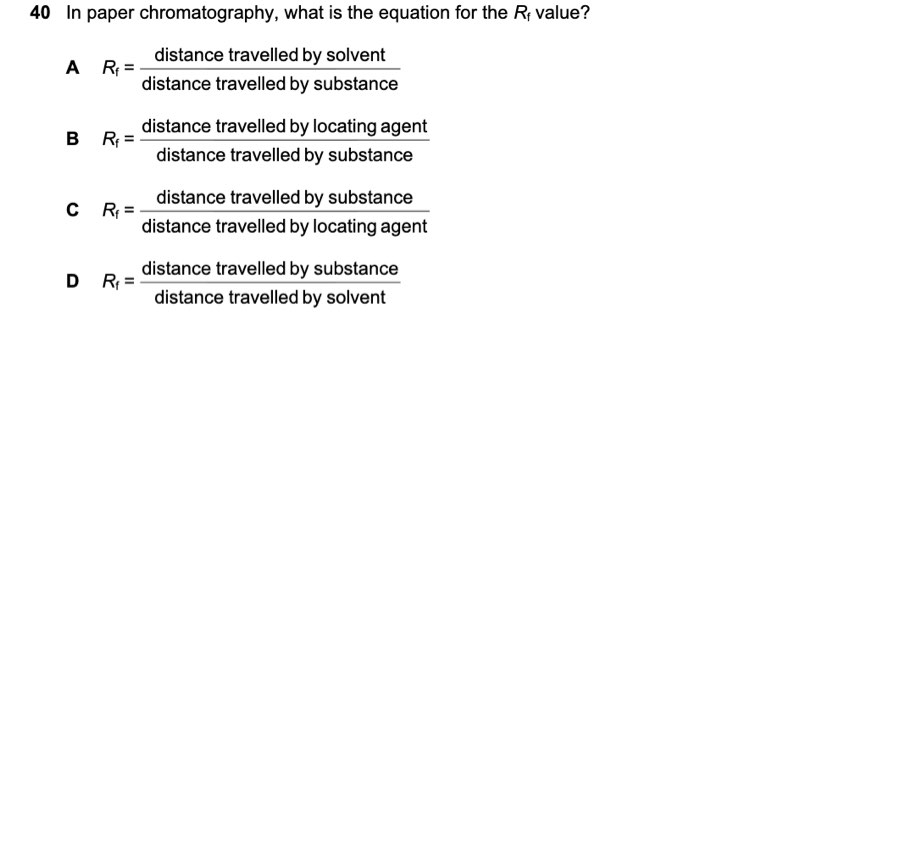 40 In paper chromatography, what is the equation for the Rf value?
A Rf = distance travelled by solvent
distance travelled by substance
B Rf = distance travelled by locating agent
distance travelled by substance
C Rf = distance travelled by substance
distance travelled by locating agent
D Rf = distance travelled by substance
distance travelled by solvent